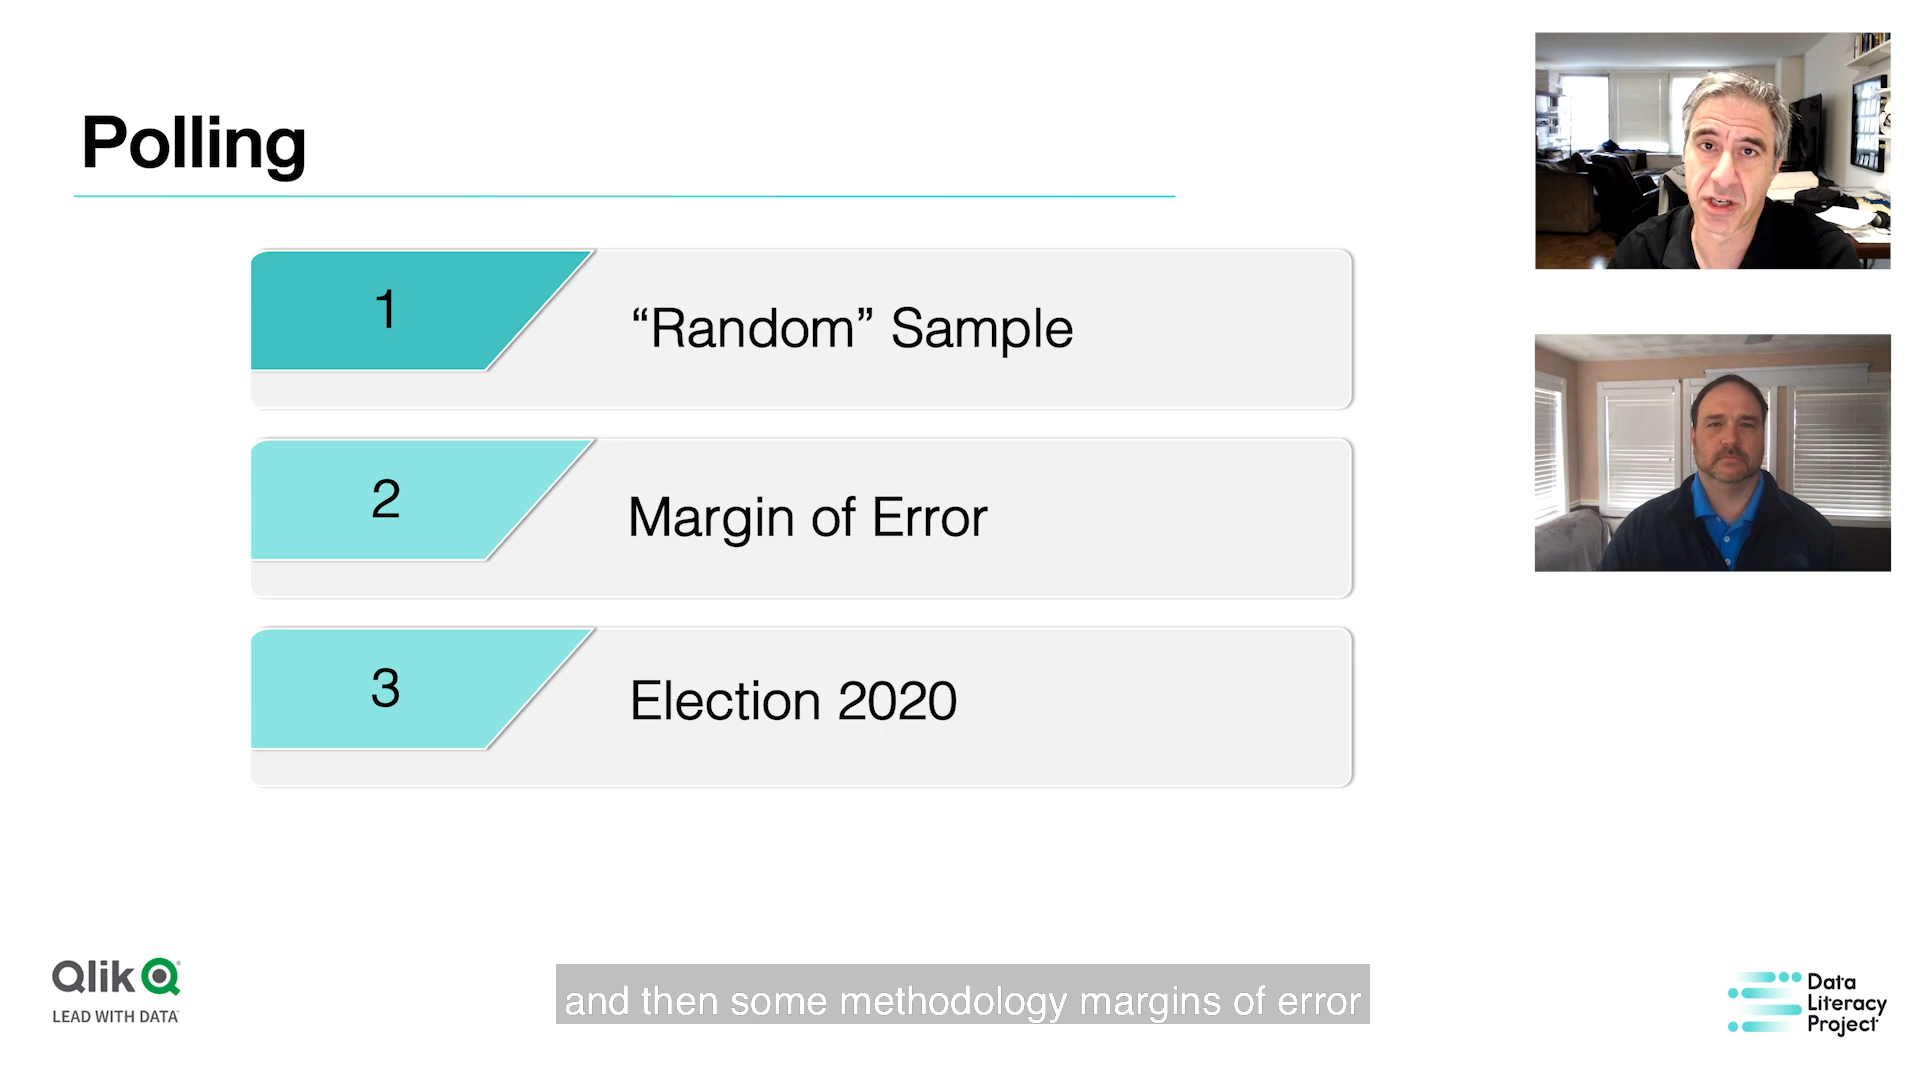 Polling
1
“Random” Sample
2
Margin of Error
3
Election 2020
Qlik
LEAD WITH DATA
and then some methodology margins of error
Data
Literacy
Project